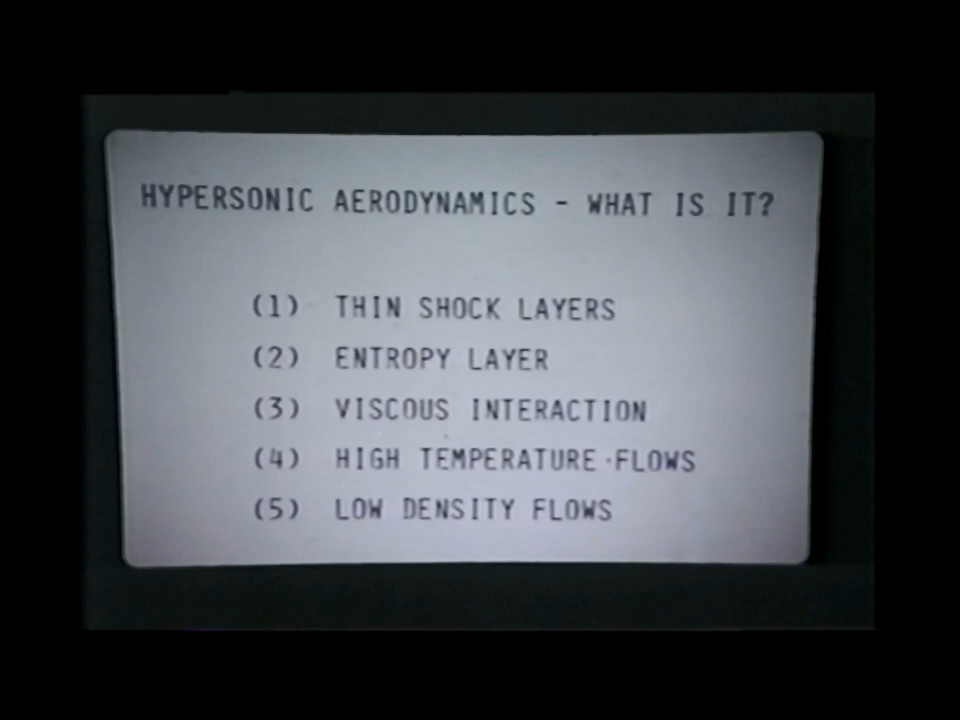 HYPERSONIC AERODYNAMICS - WHAT IS IT?
(1) THIN SHOCK LAYERS
(2) ENTROPY LAYER
(3) VISCOUS INTERACTION
(4) HIGH TEMPERATURE FLOWS
(5) LOW DENSITY FLOWS